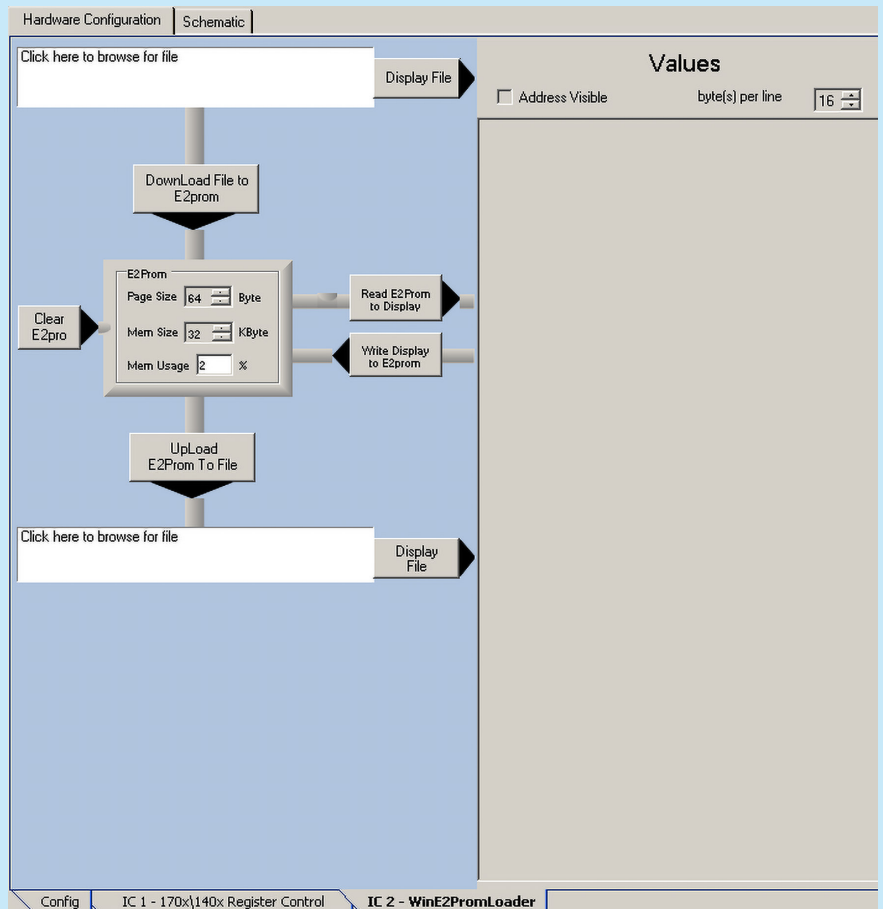 Hardware Configuration
Schematic
Click here to browse for file
Display File
Values
Address Visible
byte(s) per line
16
DownLoad File to
E2prom
E2Prom
Page Size 64 Byte
Mem Size 32 KByte
Mem Usage 2 %
Clear
E2pro
Read E2Prom
to Display
Write Display
to E2prom
UpLoad
E2Prom To File
Click here to browse for file
Display
File
Config
IC 1 - 170x\140x Register Control
IC 2 - WinE2PromLoader